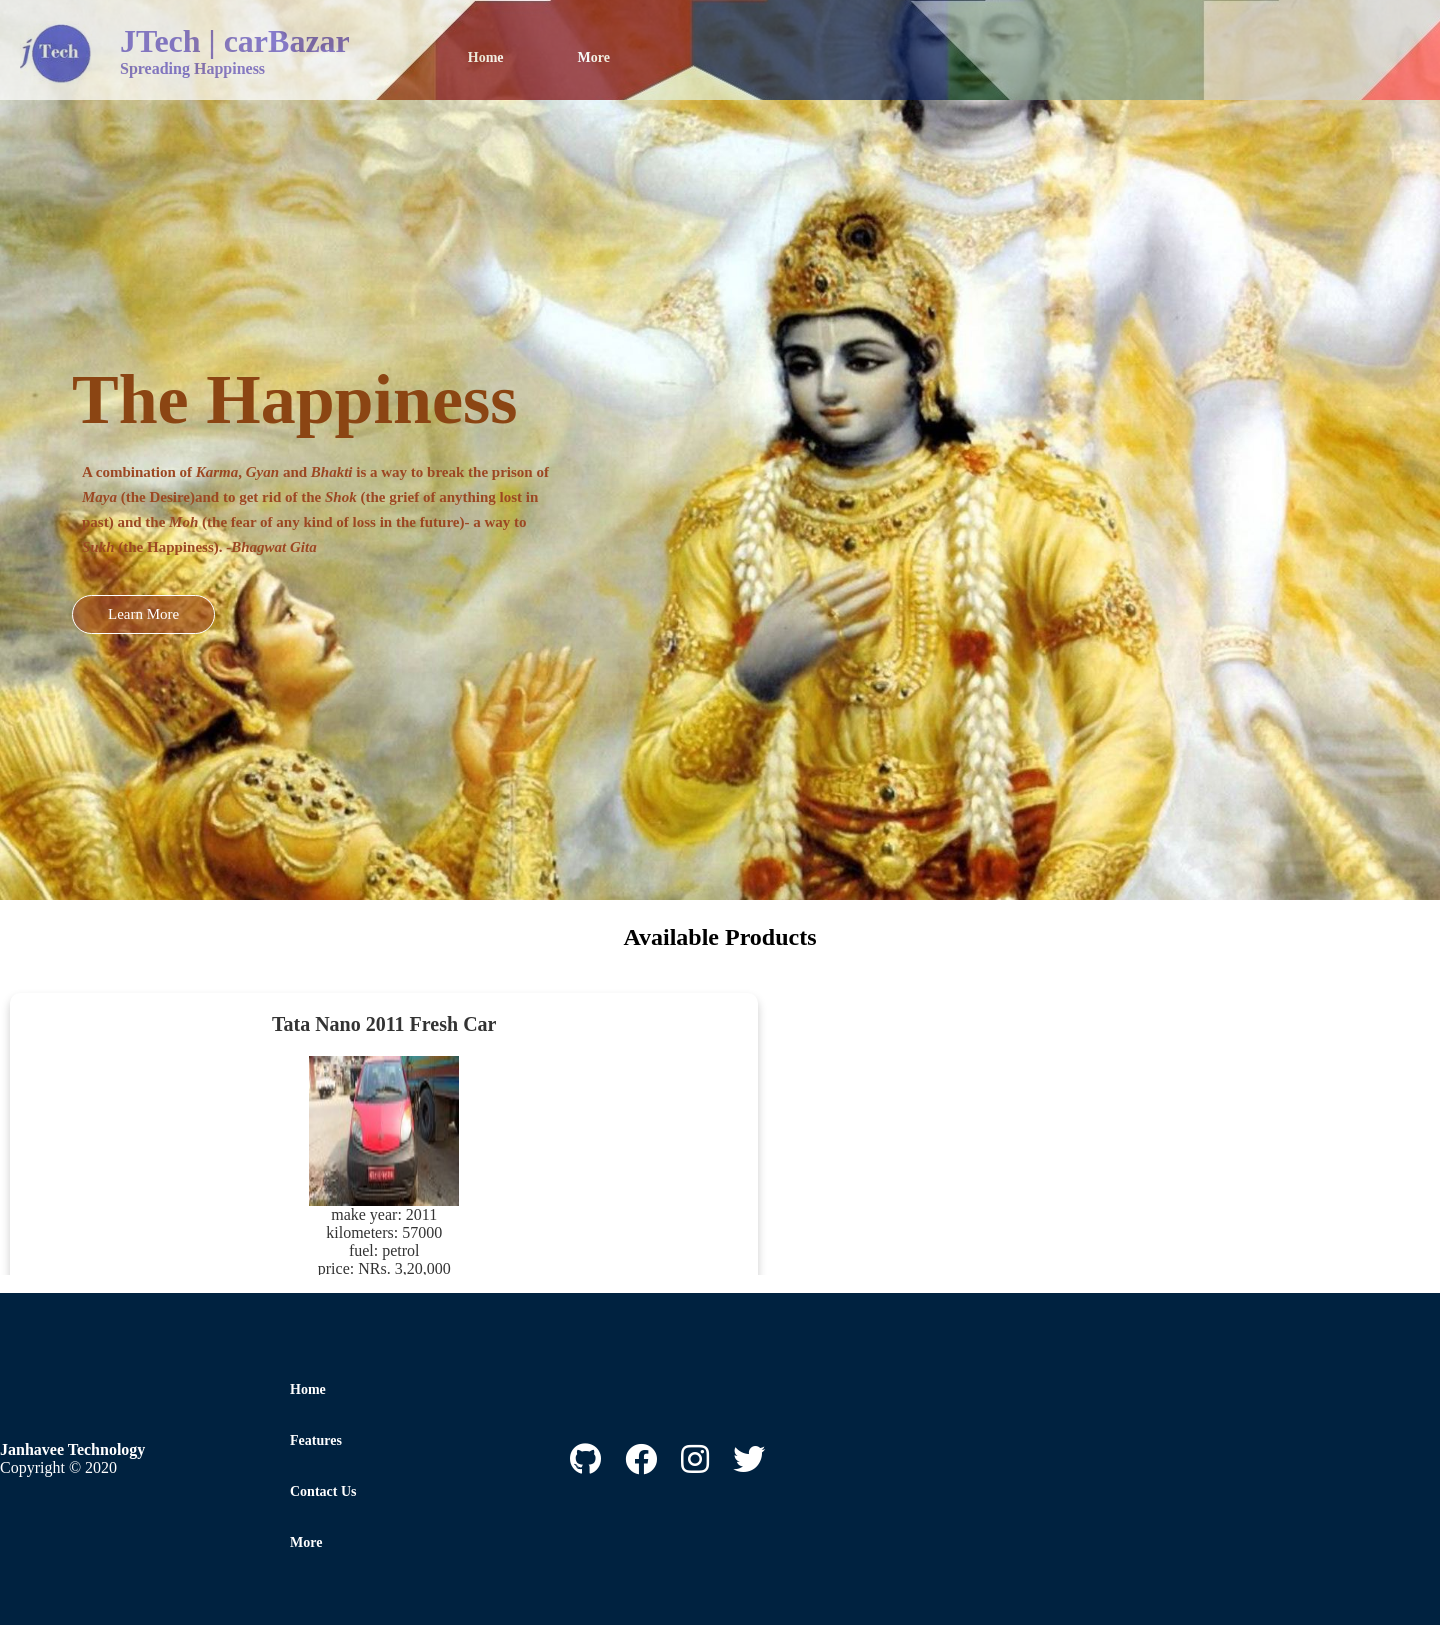 jTech
JTech | carBazar
Spreading Happiness
Home
More
The Happiness
A combination of Karma, Gyan and Bhakti is a way to break the prison of
Maya (the Desire)and to get rid of the Shok (the grief of anything lost in
past) and the Moh (the fear of any kind of loss in the future)- a way to
Sukh (the Happiness). -Bhagwat Gita
Learn More
Available Products
Tata Nano 2011 Fresh Car
make year: 2011
kilometers: 57000
fuel: petrol
price: NRs. 3,20,000
Home
Features
Janhavee Technology
Copyright © 2020
Contact Us
More